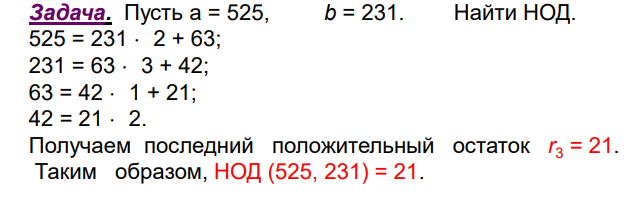 Задача. Пусть a = 525, b = 231. Найти НОД.
525 = 231 · 2 + 63;
231 = 63 · 3 + 42;
63 = 42 · 1 + 21;
42 = 21 · 2.
Получаем последний положительный остаток r₃ = 21.
Таким образом, НОД (525, 231) = 21.